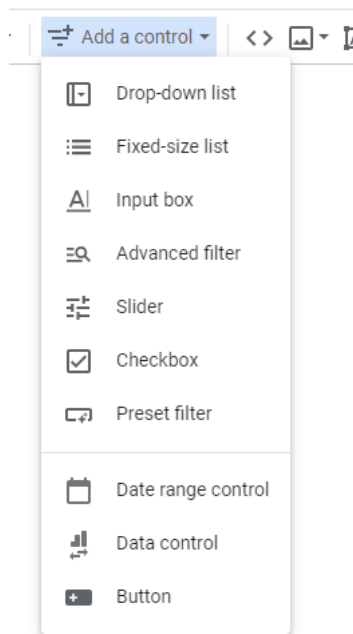 Add a control
Drop-down list
Fixed-size list
Input box
Advanced filter
Slider
Checkbox
Preset filter
Date range control
Data control
Button